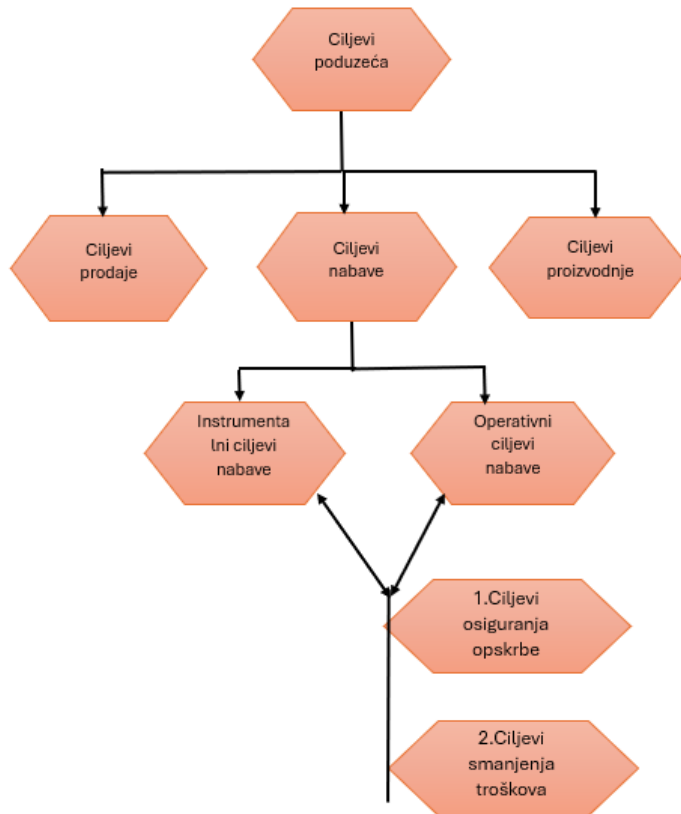 Ciljevi
poduzeća
Ciljevi
prodaje
Ciljevi
nabave
Ciljevi
proizvodnje
Instrumenta
lni ciljevi
nabave
Operativni
ciljevi
nabave
1.Ciljevi
osiguranja
opskrbe
2.Ciljevi
smanjenja
troškova